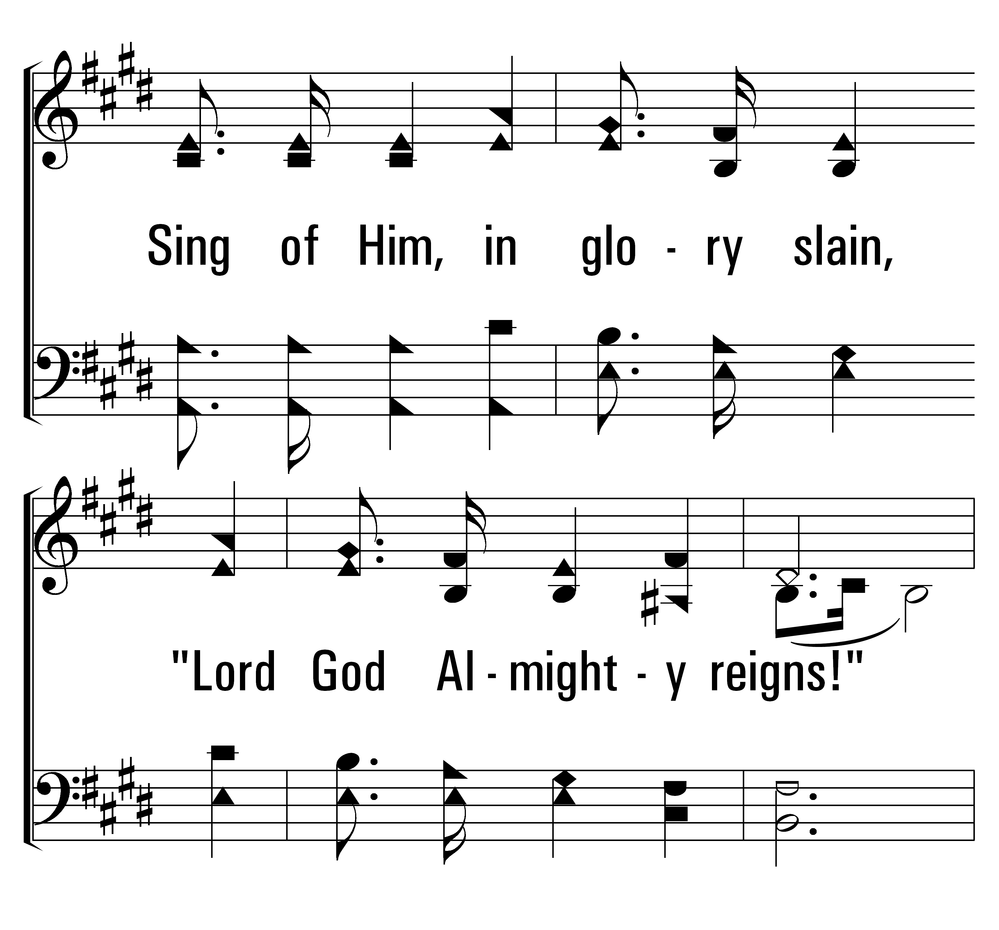 Sing of Him, in glo - ry slain,
"Lord God Al - might - y reigns!"